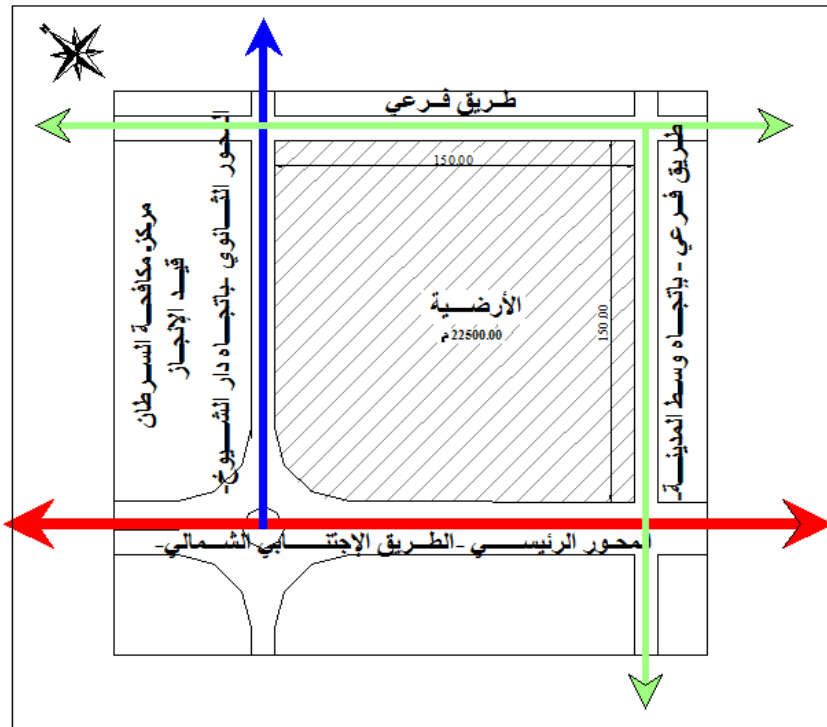 طريق فرعي
150.00
المحور الثانوي -باتجاه دار الشيوخ-
مركز مكافحة السرطان
قيد الإنجاز
الأرضية
22500.00 م
150.00
طريق فرعي - بإتجاه وسط المدينة-
المحور الرئيسي -الطريق الإجتنابي الشمالي-